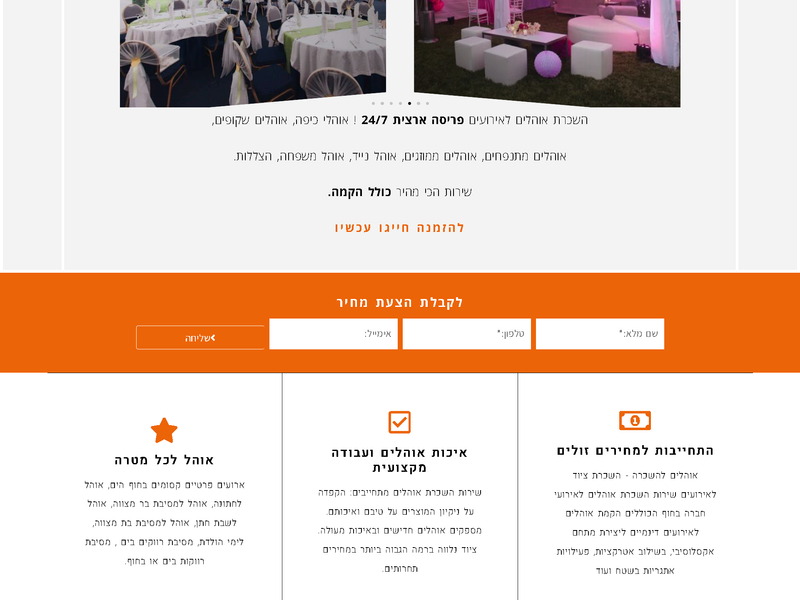 השכרת אוהלים לאירועים פריסה ארצית 24/7 ! אוהלי כיפה, אוהלים שקופים,
אוהלים מתנפחים, אוהלים ממוזגים, אוהל נייד, אוהל משפחה, הצללות.
שירות הכי מהיר כולל הקמה.
להזמנה חייגו עכשיו
לקבלת הצעת מחיר
שם מלא:*
טלפון:*
אימייל:
שליחה
התחייבות למחירים זולים
אוהלים להשכרה - השכרת ציוד
לאירועים שירות השכרת אוהלים לאירועי
חברה בחוף הכוללים הקמת אוהלים
לאירועים דינמיים ליצירת מתחם
אקסלוסיבי, בשילוב אטרקציות, פעילויות
אתגריות בשטח ועוד
איכות אוהלים ועבודה
מקצועית
שירות השכרת אוהלים מתחייבים: הקפדה
על ניקיון המוצרים על טיבם ואיכותם.
מספקים אוהלים חדישים ובאיכות מעולה.
ציוד נלווה ברמה הגבוה ביותר במחירים
תחרותים.
אוהל לכל מטרה
ארועים פרטיים קסומים בחוף הים, אוהל
לחתונה, אוהל למסיבת בר מצווה, אוהל
לשבת חתן, אוהל למסיבת בת מצווה,
לימי הולדת, מסיבת רווקים בים , מסיבת
רווקות בים או בחוף.